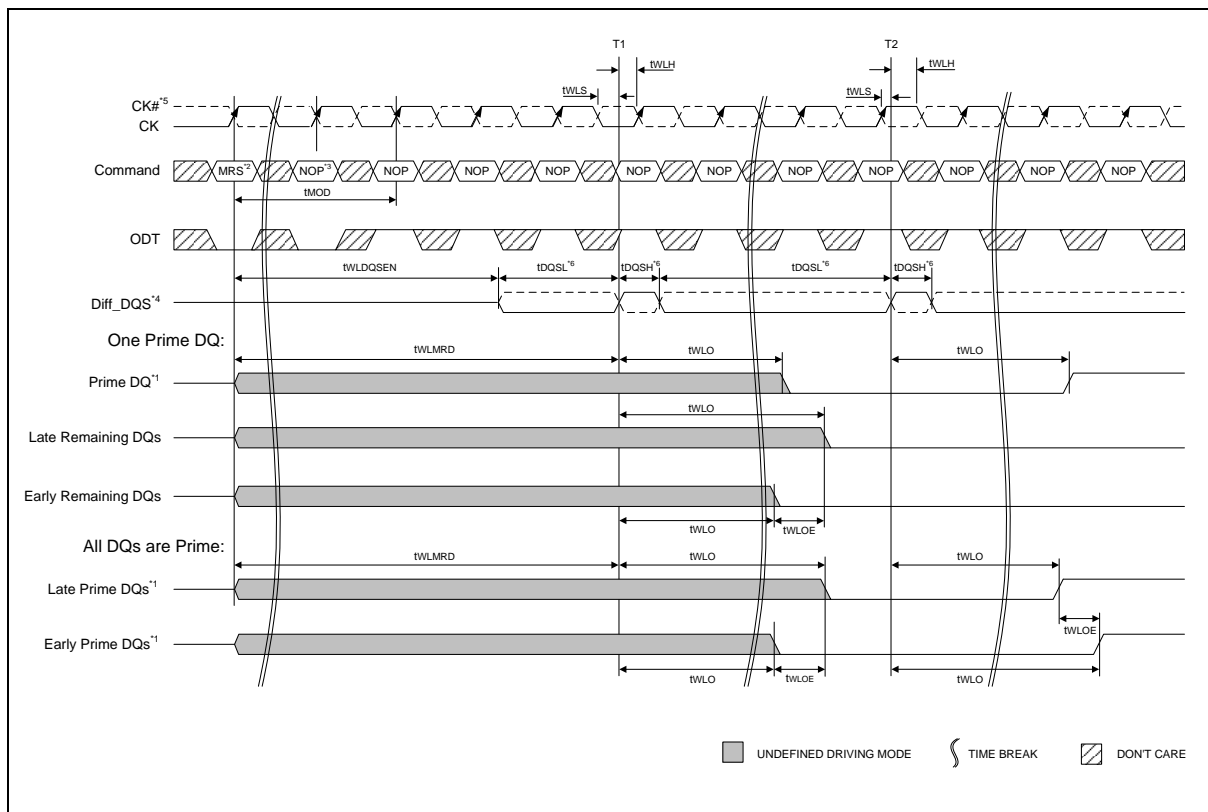 T1 T2
tWLH tWLH
tWLS tWLS
CK#*5
CK
Command MRS*2 NOP*3 NOP NOP NOP NOP NOP NOP NOP NOP NOP NOP
tMOD
ODT
tWLDQSEN tDQSL*6 tDQSH*6 tDQSL*6 tDQSH*6
Diff_DQS*4
One Prime DQ:
tWLMRD tWLO tWLO
Prime DQ*1
tWLO
Late Remaining DQs
Early Remaining DQs
tWLO tWLOE
All DQs are Prime:
tWLMRD tWLO tWLO
Late Prime DQs*1
tWLOE
Early Prime DQs*1
tWLO tWLOE tWLO
UNDEFINED DRIVING MODE TIME BREAK DON'T CARE